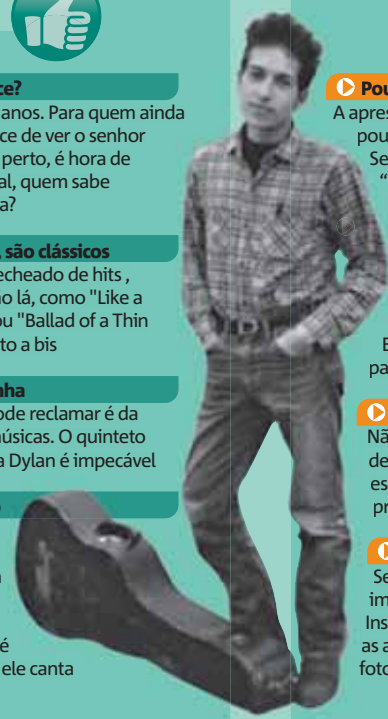 anos. Para quem ainda
ce de ver o senhor
perto, é hora de
al, quem sabe
a?
são clássicos
echeado de hits ,
o lá, como "Like a
ou "Ballad of a Thin
to a bis
nha
ode reclamar é da
músicas. O quinteto
a Dylan é impecável
é
ele canta
Pou
A apres
pou
Se
“
E
pa
Nã
de
es
pr
Se
im
Ins
as a
foto